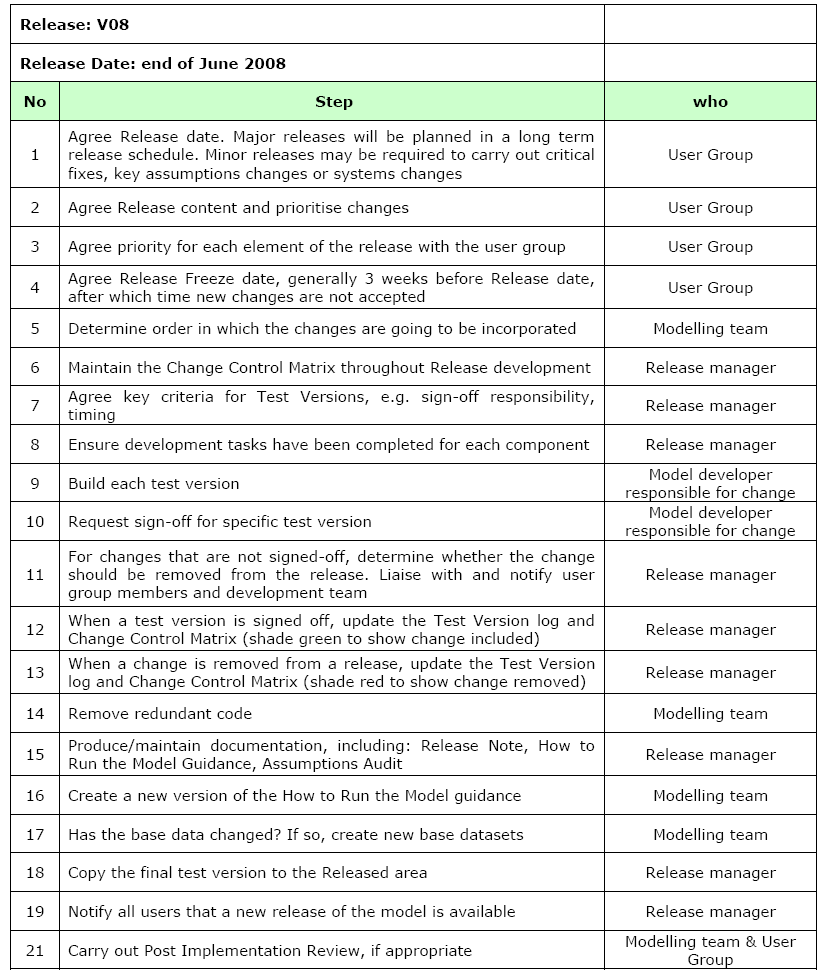 Release: V08
Release Date: end of June 2008
No Step who
1 Agree Release date. Major releases will be planned in a long term
release schedule. Minor releases may be required to carry out critical
fixes, key assumptions changes or systems changes User Group
2 Agree Release content and prioritise changes User Group
3 Agree priority for each element of the release with the user group User Group
4 Agree Release Freeze date, generally 3 weeks before Release date,
after which time new changes are not accepted User Group
5 Determine order in which the changes are going to be incorporated Modelling team
6 Maintain the Change Control Matrix throughout Release development Release manager
7 Agree key criteria for Test Versions, e.g. sign-off responsibility,
timing Release manager
8 Ensure development tasks have been completed for each component Release manager
9 Build each test version Model developer
responsible for change
10 Request sign-off for specific test version Model developer
responsible for change
11 For changes that are not signed-off, determine whether the change
should be removed from the release. Liaise with and notify user
group members and development team Release manager
12 When a test version is signed off, update the Test Version log and
Change Control Matrix (shade green to show change included) Release manager
13 When a change is removed from a release, update the Test Version
log and Change Control Matrix (shade red to show change removed) Release manager
14 Remove redundant code Modelling team
15 Produce/maintain documentation, including: Release Note, How to
Run the Model Guidance, Assumptions Audit Release manager
16 Create a new version of the How to Run the Model guidance Modelling team
17 Has the base data changed? If so, create new base datasets Modelling team
18 Copy the final test version to the Released area Release manager
19 Notify all users that a new release of the model is available Release manager
21 Carry out Post Implementation Review, if appropriate Modelling team & User
Group